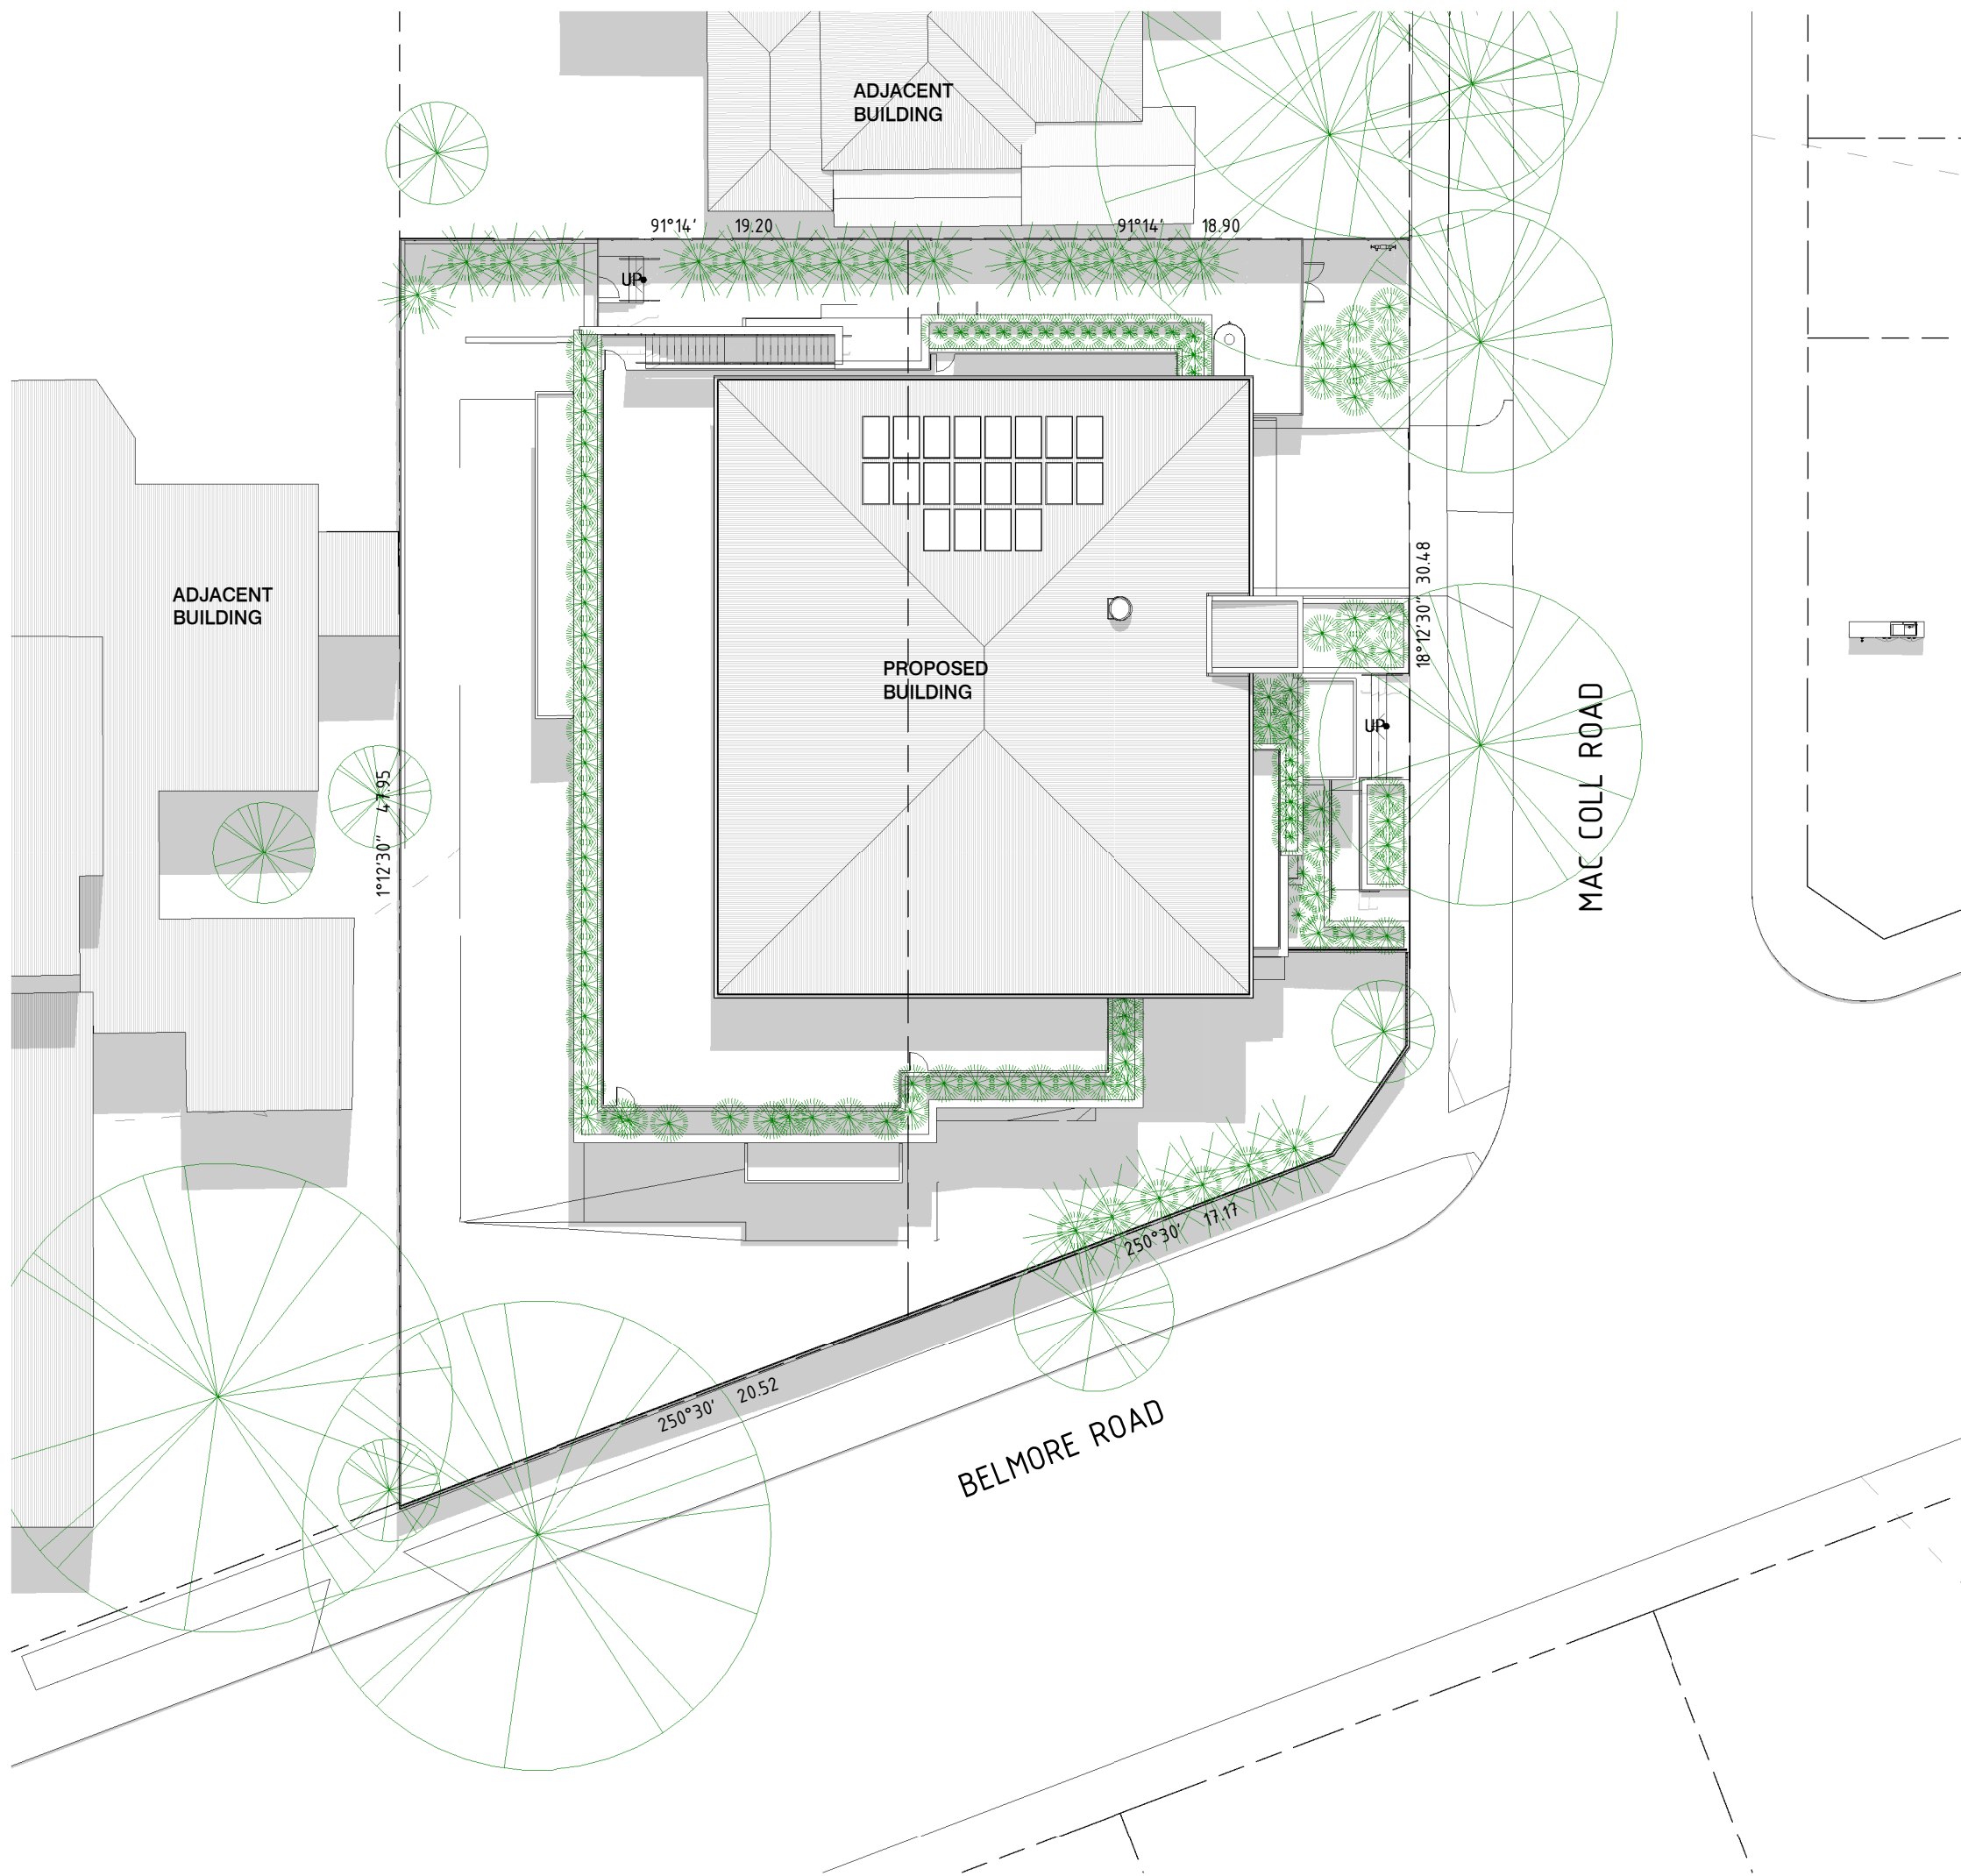 ADJACENT
BUILDING
91°14' 19.20
91°14' 18.90
UP
ADJACENT
BUILDING
18°12'30" 30.48
PROPOSED
BUILDING
UP
MAC COLL ROAD
1°12'30" 47.95
250°30' 17.17
250°30' 20.52
BELMORE ROAD